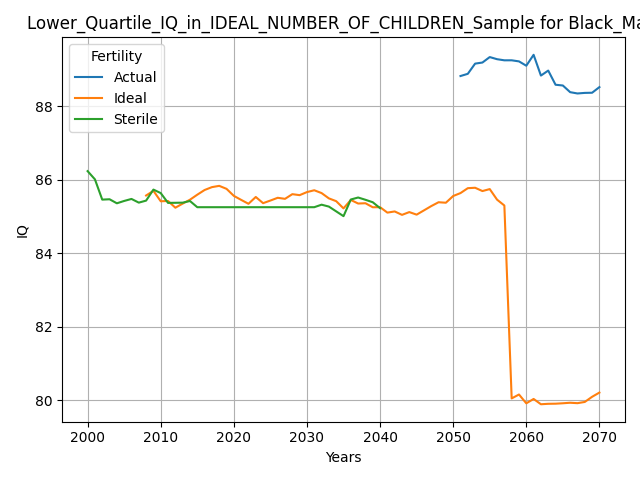 Lower_Quartile_IQ_in_IDEAL_NUMBER_OF_CHILDREN_Sample for Black_Ma
Fertility
Actual
Ideal
Sterile
IQ
88
86
84
82
80
2000 2010 2020 2030 2040 2050 2060 2070
Years